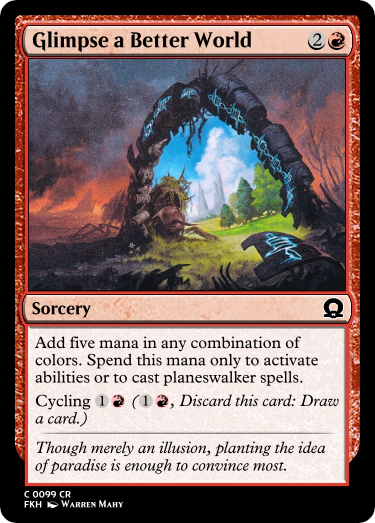 Glimpse a Better World 2
Sorcery
Add five mana in any combination of
colors. Spend this mana only to activate
abilities or to cast planeswalker spells.
Cycling 1 (1, Discard this card: Draw
a card.)
Though merely an illusion, planting the idea
of paradise is enough to convince most.
C 0099 CR
FKH Warren Mahy